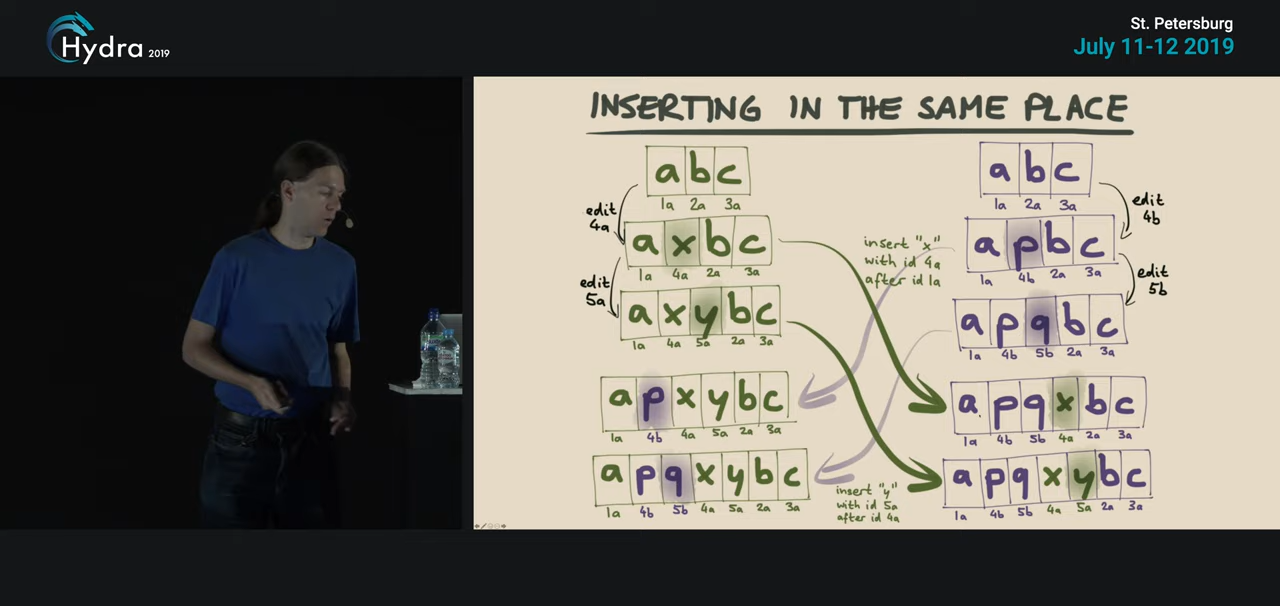 Hydra 2019
St. Petersburg
July 11-12 2019
INSERTING IN THE SAME PLACE
a b c
1a 2a 3a
edit
4a
a x b c
1a 4a 2a 3a
edit
5a
a x y b c
1a 4a 5a 2a 3a
a p x y b c
1a 4b 4a 5a 2a 3a
a p q x y b c
1a 4b 5b 4a 5a 2a 3a
insert "x"
with id 4a
after id 1a
insert "y"
with id 5a
after id 4a
a b c
1a 2a 3a
edit
4b
a p b c
1a 4b 2a 3a
edit
5b
a p q b c
1a 4b 5b 2a 3a
a p q x b c
1a 4b 5b 4a 2a 3a
a p q x y b c
1a 4b 5b 4a 5a 2a 3a